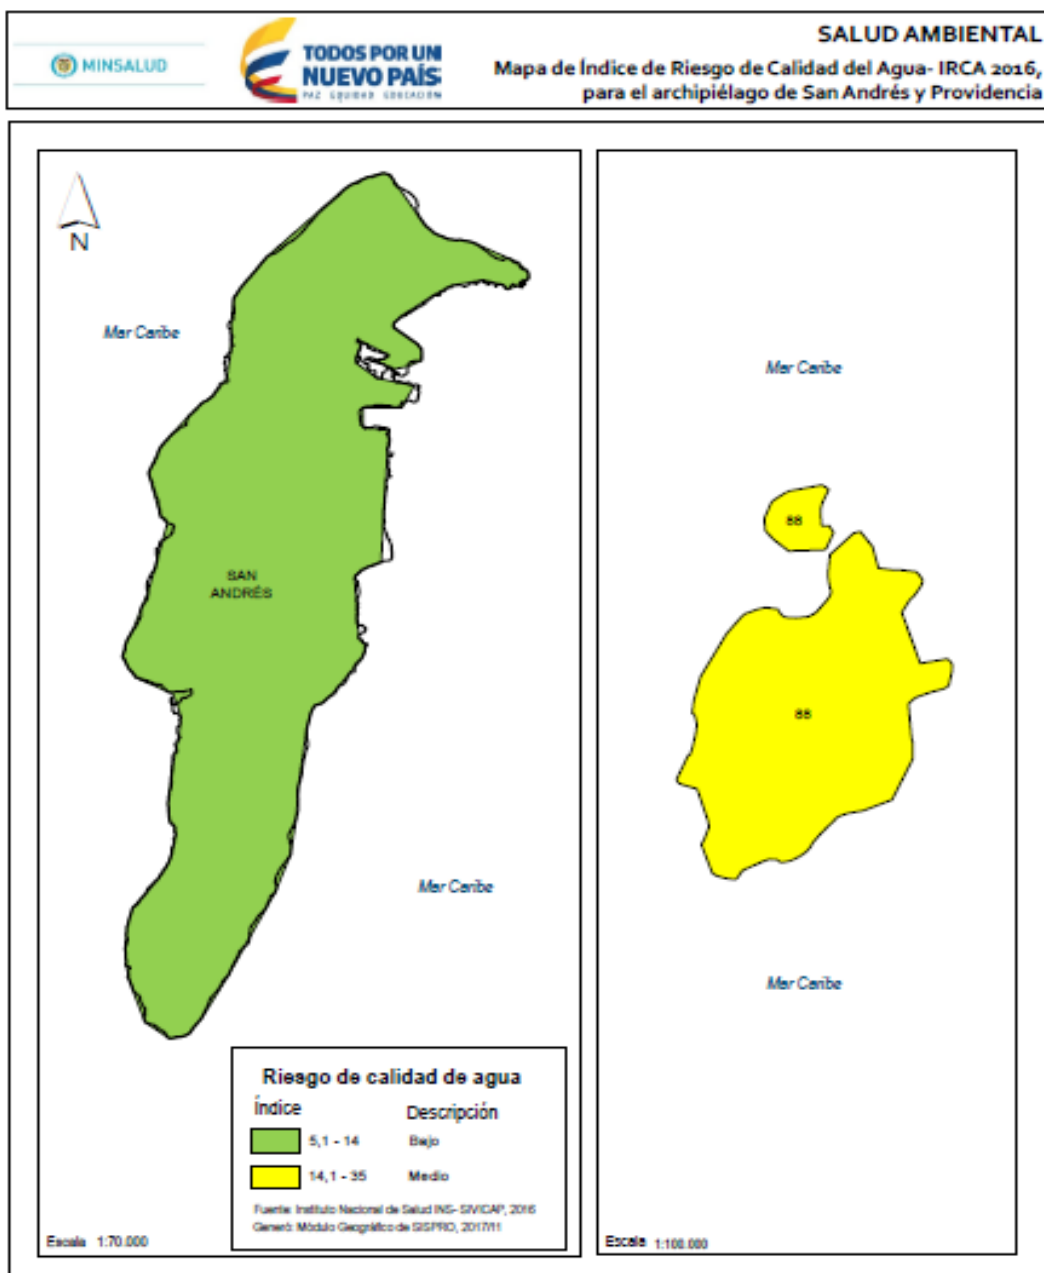 MINSALUD
TODOS POR UN
NUEVO PAÍS
PAZ EQUIDAD EDUCACIÓN
SALUD AMBIENTAL
Mapa de Índice de Riesgo de Calidad del Agua- IRCA 2016,
para el archipiélago de San Andrés y Providencia
N
Mar Caribe
SAN
ANDRÉS
Mar Caribe
Riesgo de calidad de agua
Índice Descripción
5,1 - 14 Bajo
14,1 - 35 Medio
Fuente: Instituto Nacional de Salud INS- SIVICAP, 2016
Generó: Módulo Geográfico de SISPRO, 2017/11
Escala 1:70.000
Mar Caribe
88
88
Mar Caribe
Escala 1:100.000